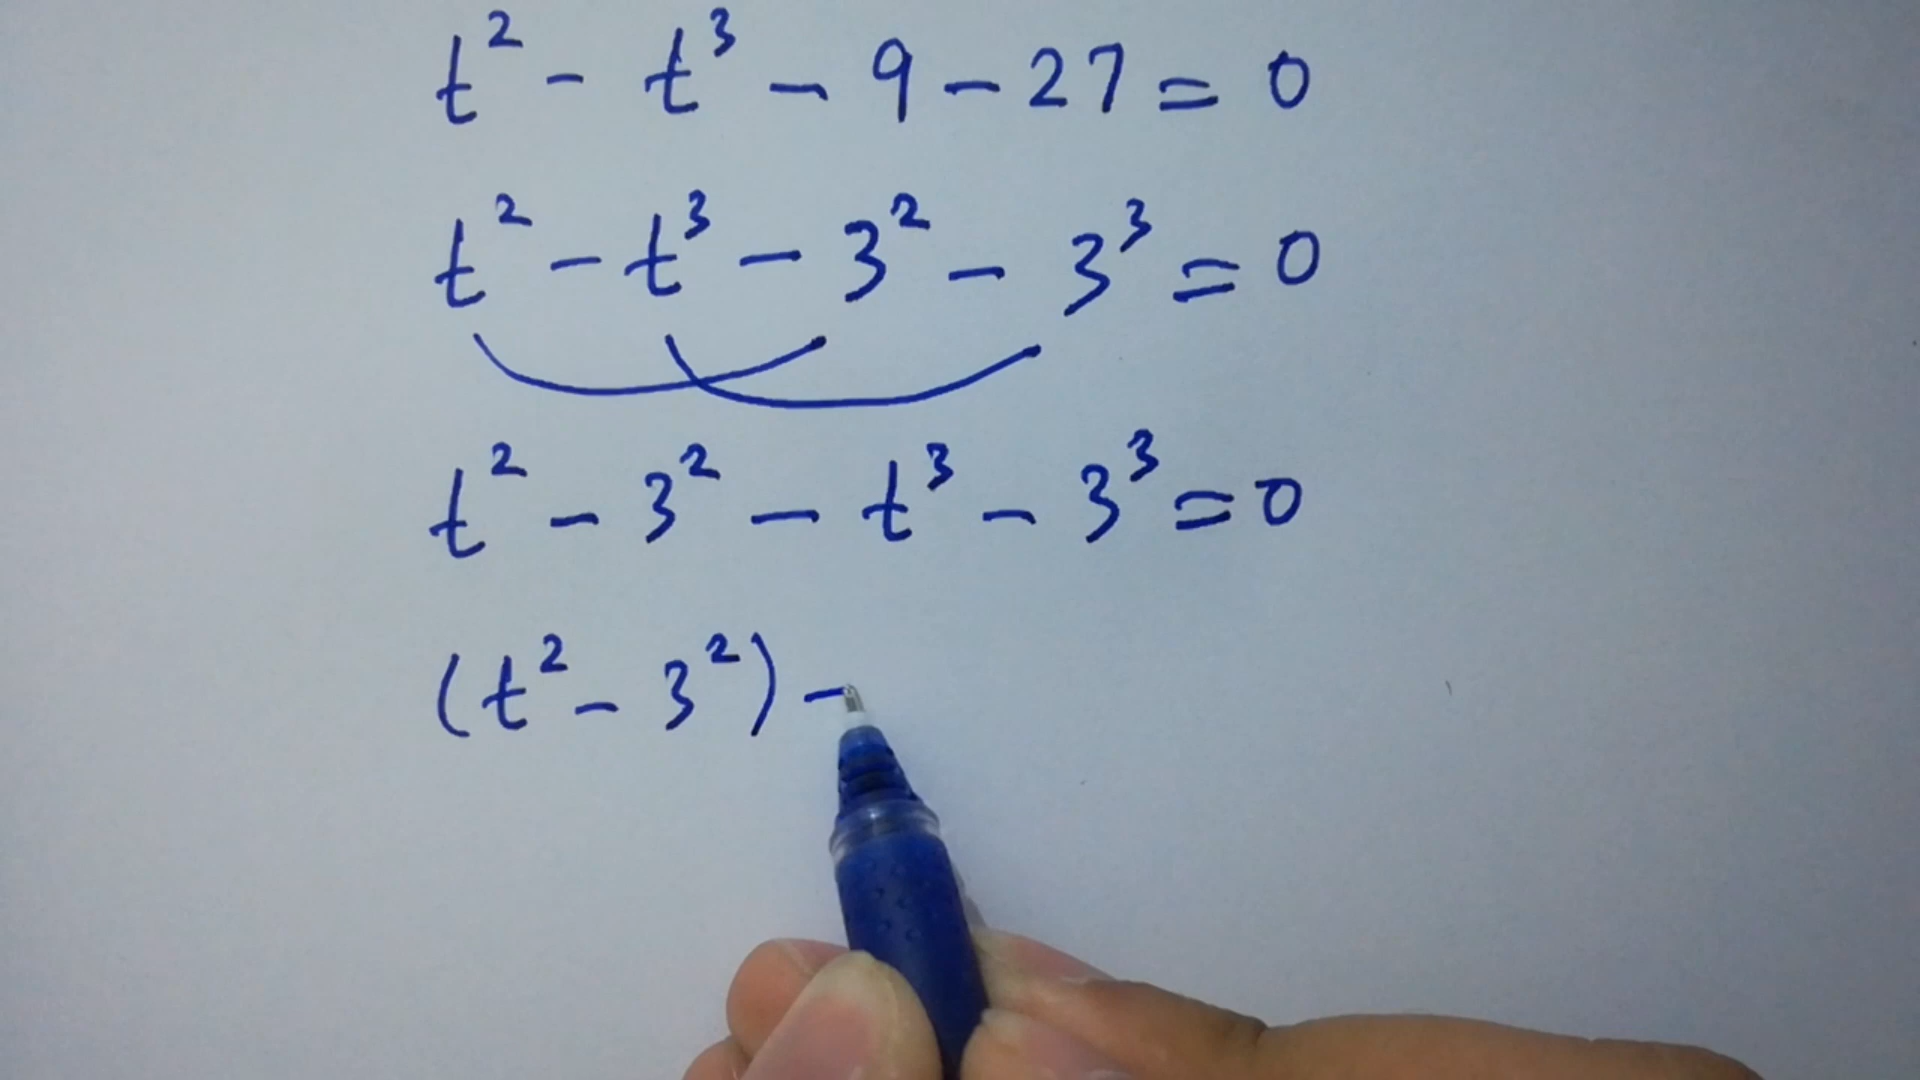 t² - t³ - 9 - 27 = 0
t² - t³ - 3² - 3³ = 0
t² - 3² - t³ - 3³ = 0
(t² - 3²) -